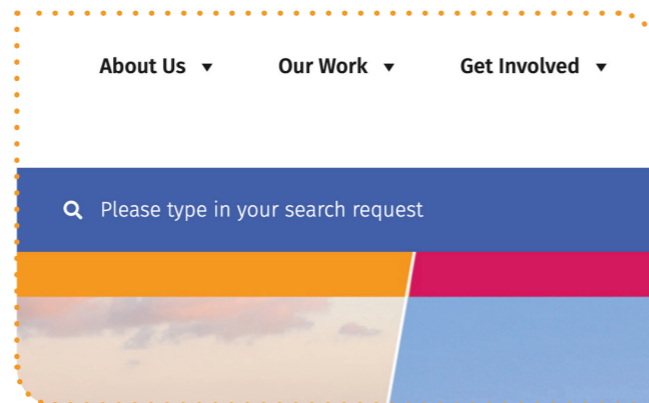 About Us ▼ Our Work ▼ Get Involved ▼
Please type in your search request